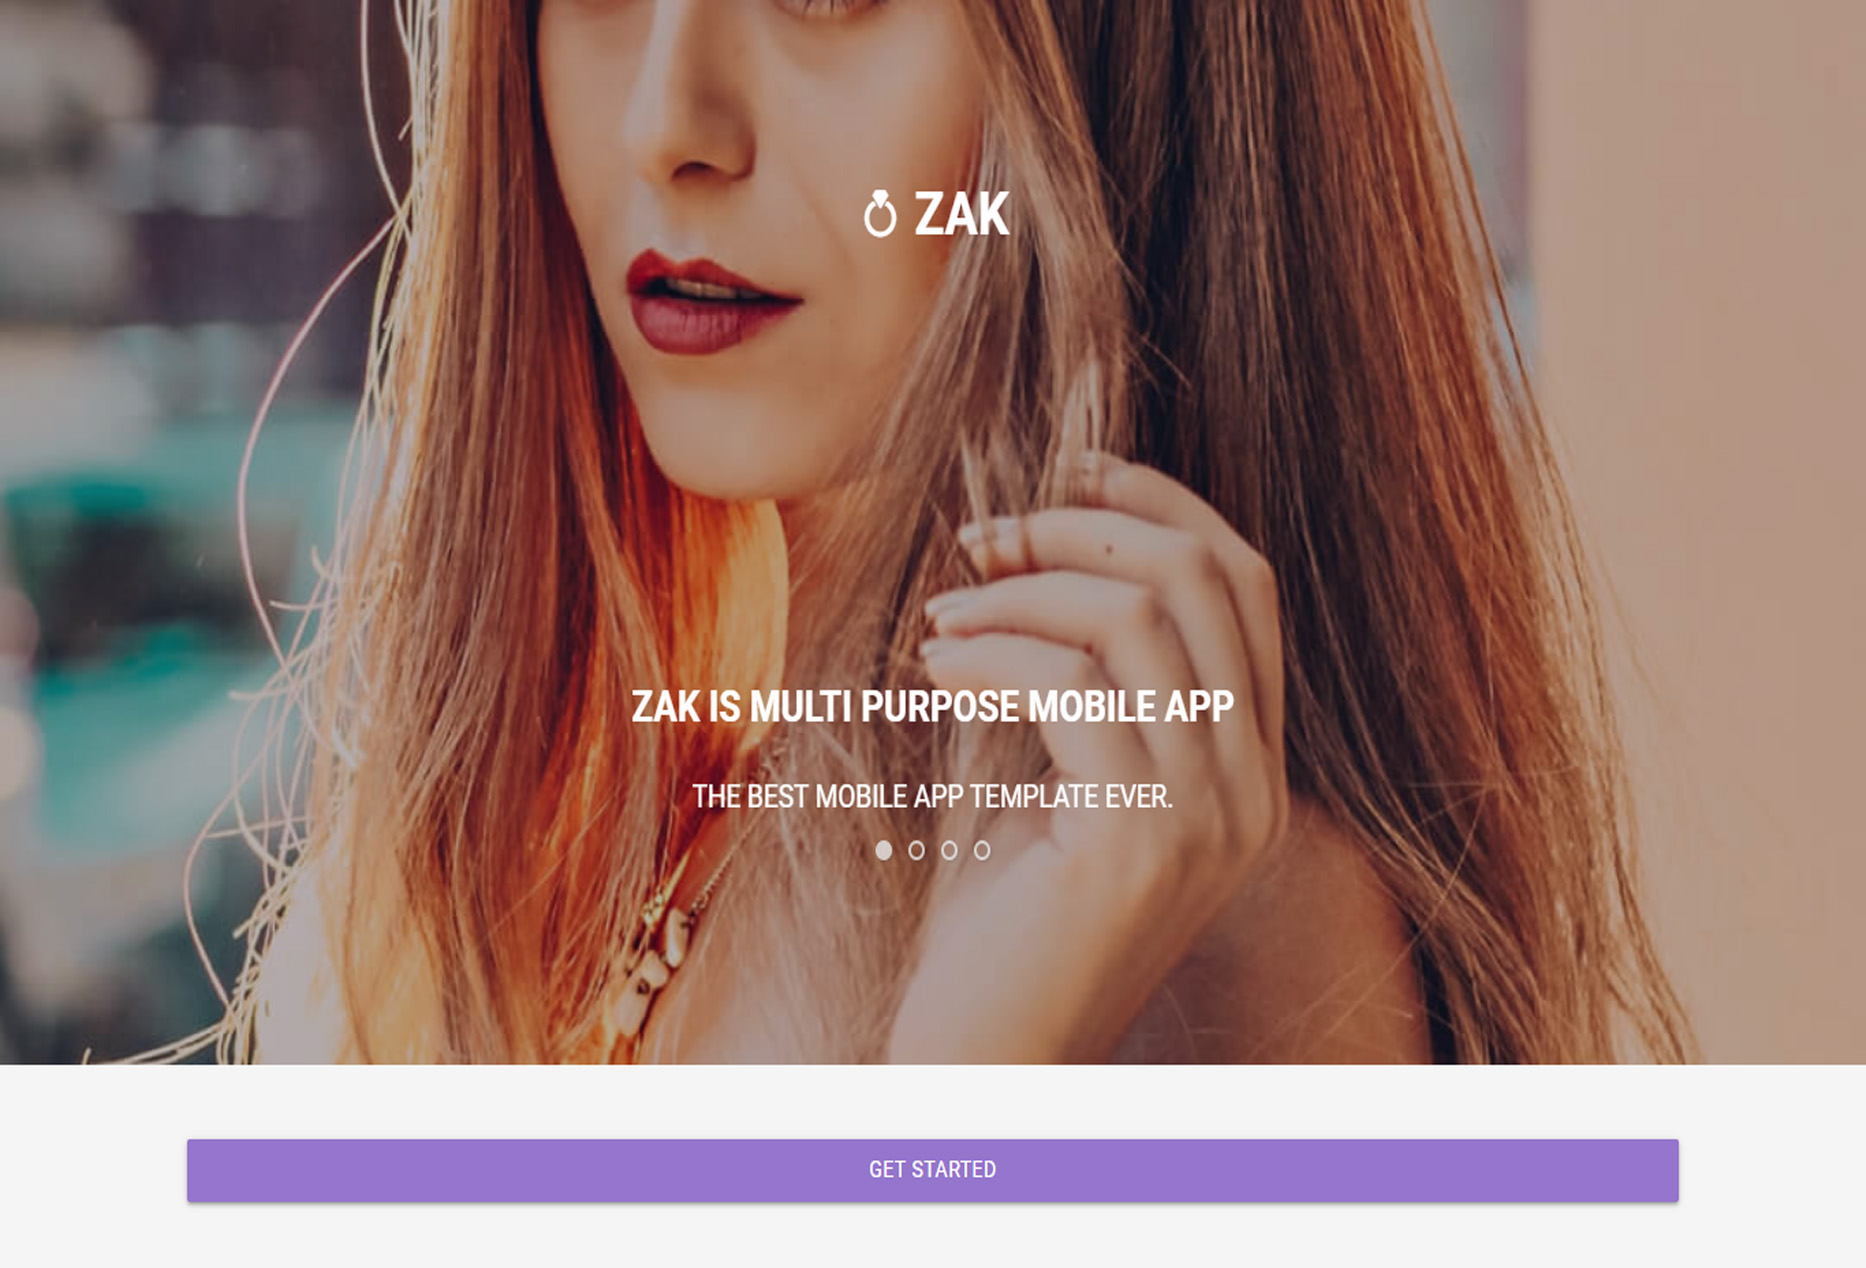 ZAK
ZAK IS MULTI PURPOSE MOBILE APP
THE BEST MOBILE APP TEMPLATE EVER.
GET STARTED